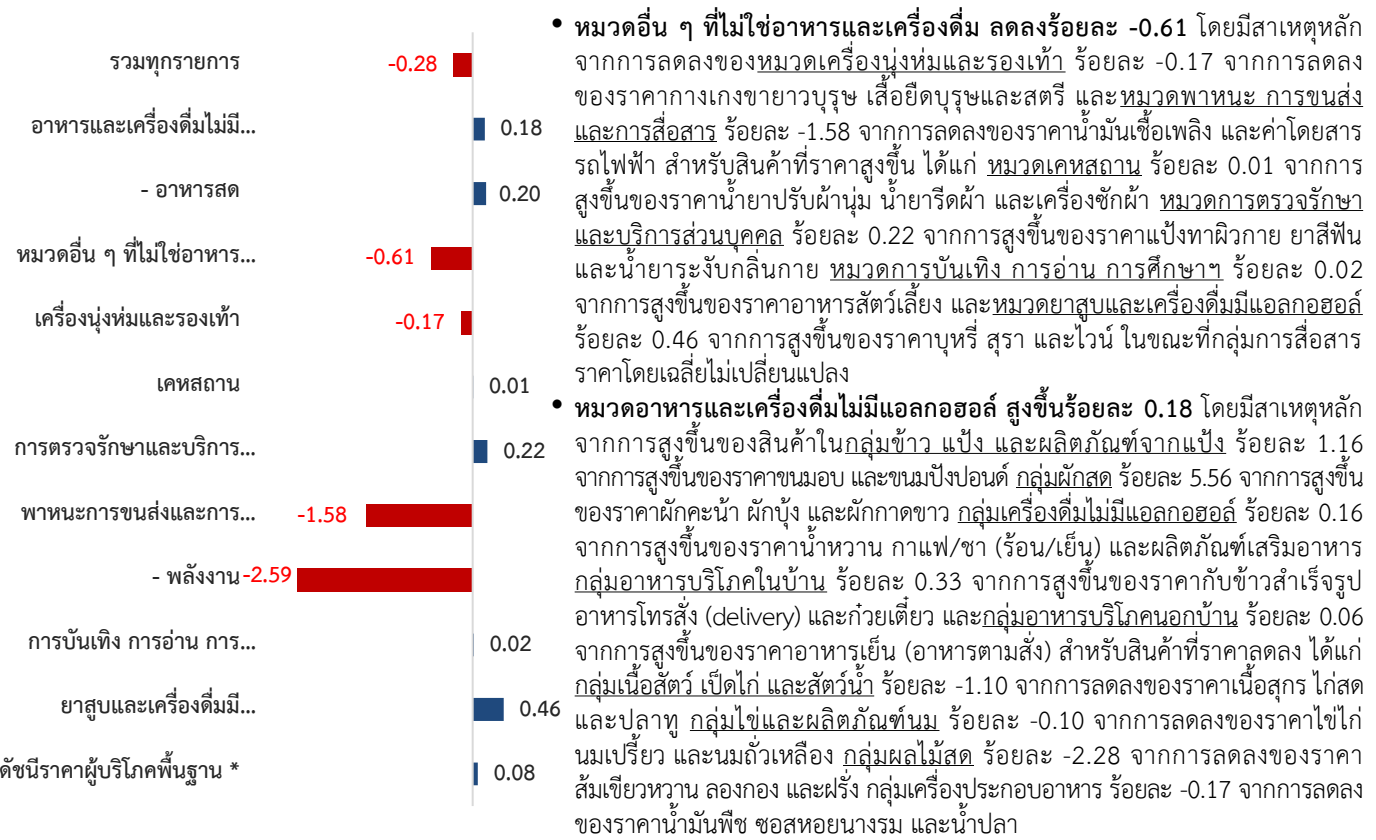 รวมทุกรายการ -0.28
อาหารและเครื่องดื่มไม่มี... 0.18
- อาหารสด 0.20
หมวดอื่น ๆ ที่ไม่ใช่อาหาร... -0.61
เครื่องนุ่งห่มและรองเท้า -0.17
เคหสถาน 0.01
การตรวจรักษาและบริการ... 0.22
พาหนะการขนส่งและการ... -1.58
- พลังงาน -2.59
การบันเทิง การอ่าน การ... 0.02
ยาสูบและเครื่องดื่มมี... 0.46
ดัชนีราคาผู้บริโภคพื้นฐาน * 0.08
• หมวดอื่น ๆ ที่ไม่ใช่อาหารและเครื่องดื่ม ลดลงร้อยละ -0.61 โดยมีสาเหตุหลัก
จากการลดลงของหมวดเครื่องนุ่งห่มและรองเท้า ร้อยละ -0.17 จากการลดลง
ของราคากางเกงขายาวบุรุษ เสื้อยืดบุรุษและสตรี และหมวดพาหนะ การขนส่ง
และการสื่อสาร ร้อยละ -1.58 จากการลดลงของราคาน้ำมันเชื้อเพลิง และค่าโดยสาร
รถไฟฟ้า สำหรับสินค้าที่ราคาสูงขึ้น ได้แก่ หมวดเคหสถาน ร้อยละ 0.01 จากการ
สูงขึ้นของราคาน้ำยาปรับผ้านุ่ม น้ำยารีดผ้า และเครื่องซักผ้า หมวดการตรวจรักษา
และบริการส่วนบุคคล ร้อยละ 0.22 จากการสูงขึ้นของราคาแป้งทาผิวกาย ยาสีฟัน
และน้ำยาระงับกลิ่นกาย หมวดการบันเทิง การอ่าน การศึกษาฯ ร้อยละ 0.02
จากการสูงขึ้นของราคาอาหารสัตว์เลี้ยง และหมวดยาสูบและเครื่องดื่มมีแอลกอฮอล์
ร้อยละ 0.46 จากการสูงขึ้นของราคาบุหรี่ สุรา และไวน์ ในขณะที่กลุ่มการสื่อสาร
ราคาโดยเฉลี่ยไม่เปลี่ยนแปลง
• หมวดอาหารและเครื่องดื่มไม่มีแอลกอฮอล์ สูงขึ้นร้อยละ 0.18 โดยมีสาเหตุหลัก
จากการสูงขึ้นของสินค้าในกลุ่มข้าว แป้ง และผลิตภัณฑ์จากแป้ง ร้อยละ 1.16
จากการสูงขึ้นของราคาขนมอบ และขนมปังปอนด์ กลุ่มผักสด ร้อยละ 5.56 จากการสูงขึ้น
ของราคาผักคะน้า ผักบุ้ง และผักกาดขาว กลุ่มเครื่องดื่มไม่มีแอลกอฮอล์ ร้อยละ 0.16
จากการสูงขึ้นของราคาน้ำหวาน กาแฟ/ชา (ร้อน/เย็น) และผลิตภัณฑ์เสริมอาหาร
กลุ่มอาหารบริโภคในบ้าน ร้อยละ 0.33 จากการสูงขึ้นของราคากับข้าวสำเร็จรูป
อาหารโทรสั่ง (delivery) และก๋วยเตี๋ยว และกลุ่มอาหารบริโภคนอกบ้าน ร้อยละ 0.06
จากการสูงขึ้นของราคาอาหารเย็น (อาหารตามสั่ง) สำหรับสินค้าที่ราคาลดลง ได้แก่
กลุ่มเนื้อสัตว์ เป็ดไก่ และสัตว์น้ำ ร้อยละ -1.10 จากการลดลงของราคาเนื้อสุกร ไก่สด
และปลาทู กลุ่มไข่และผลิตภัณฑ์นม ร้อยละ -0.10 จากการลดลงของราคาไข่ไก่
นมเปรี้ยว และนมถั่วเหลือง กลุ่มผลไม้สด ร้อยละ -2.28 จากการลดลงของราคา
ส้มเขียวหวาน ลองกอง และฝรั่ง กลุ่มเครื่องประกอบอาหาร ร้อยละ -0.17 จากการลดลง
ของราคาน้ำมันพืช ซอสหอยนางรม และน้ำปลา